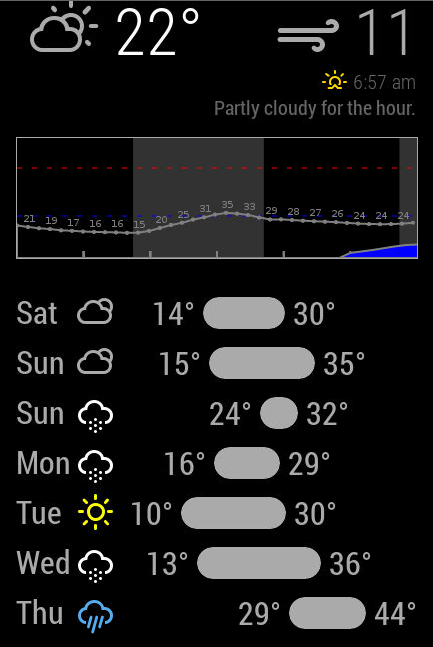 22° 11
6:57 am
Partly cloudy for the hour.
21 19 17 16 16 15 20 25 31 35 33 29 28 27 26 24 24 24
Sat 14° 30°
Sun 15° 35°
Sun 24° 32°
Mon 16° 29°
Tue 10° 30°
Wed 13° 36°
Thu 29° 44°